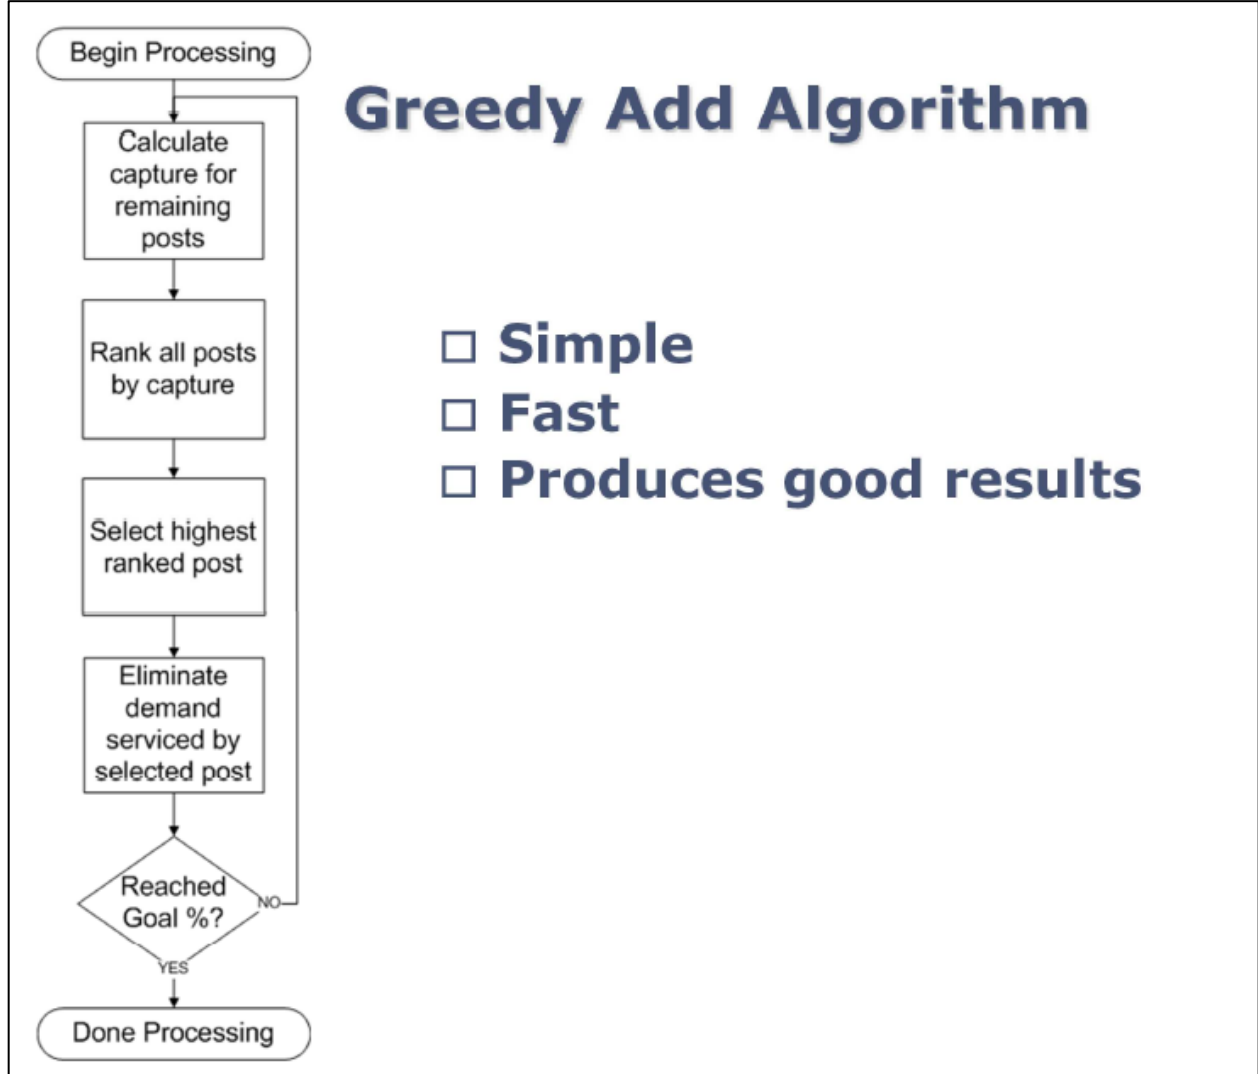 Begin Processing
Greedy Add Algorithm
Calculate
capture for
remaining
posts
Rank all posts
by capture
Select highest
ranked post
Eliminate
demand
serviced by
selected post
Reached
Goal %?
NO
YES
Done Processing
Simple
Fast
Produces good results